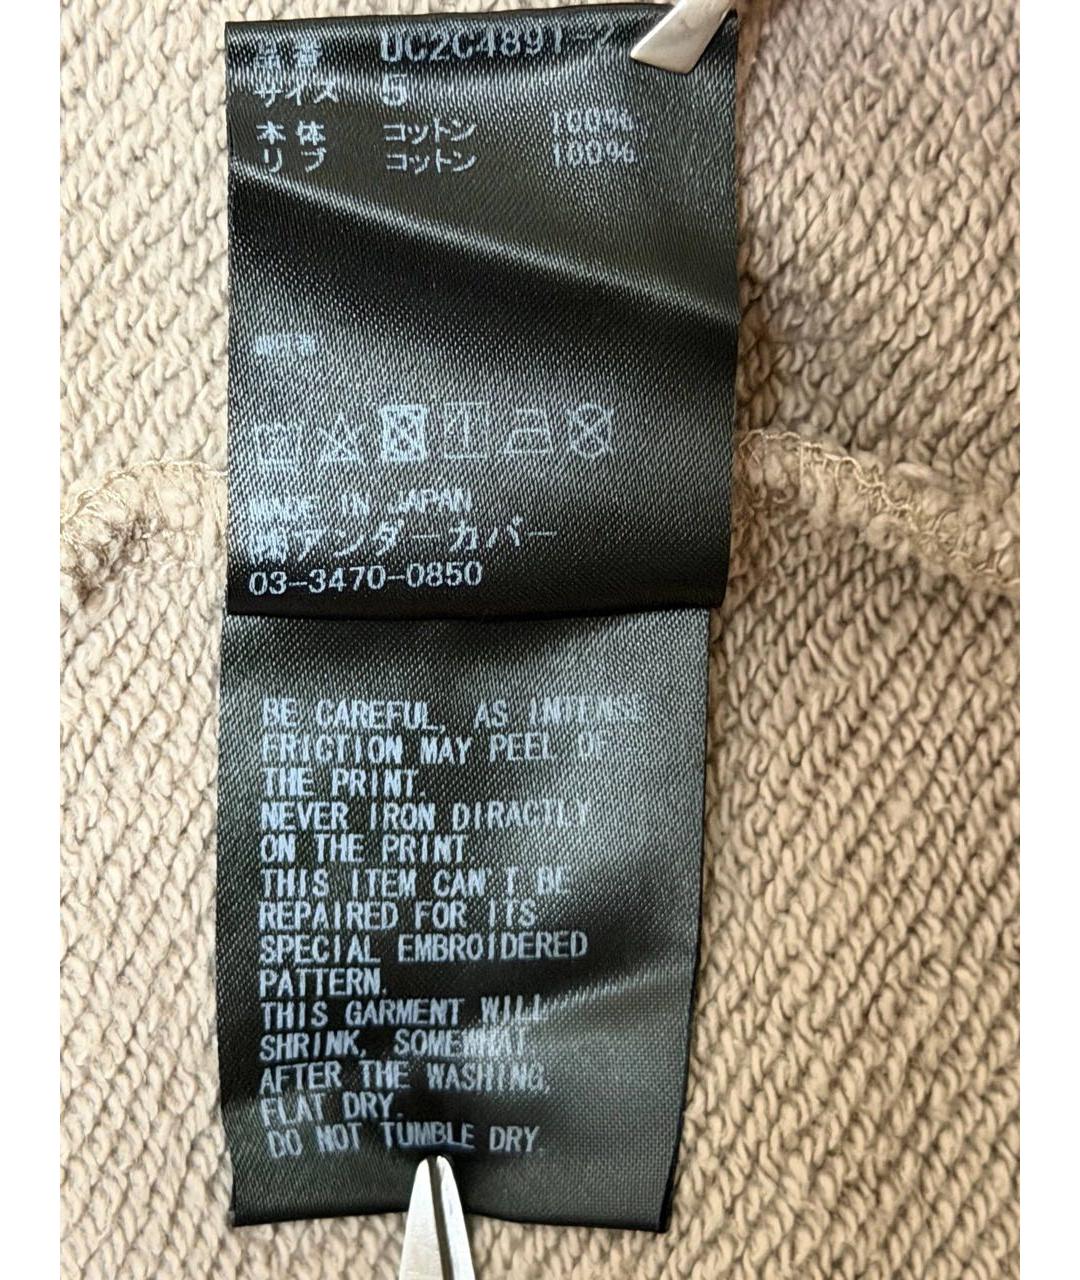 品番 UC2C4891-2
サイズ 5
本体 コットン 100%
リブ コットン 100%
MADE IN JAPAN
㈱アンダーカバー
03-3470-0850
BE CAREFUL, AS INTENSE
FRICTION MAY PEEL OF
THE PRINT.
NEVER IRON DIRACTLY
ON THE PRINT
THIS ITEM CAN'T BE
REPAIRED FOR ITS
SPECIAL EMBROIDERED
PATTERN.
THIS GARMENT WILL
SHRINK, SOMEWHAT,
AFTER THE WASHING,
FLAT DRY.
DO NOT TUMBLE DRY